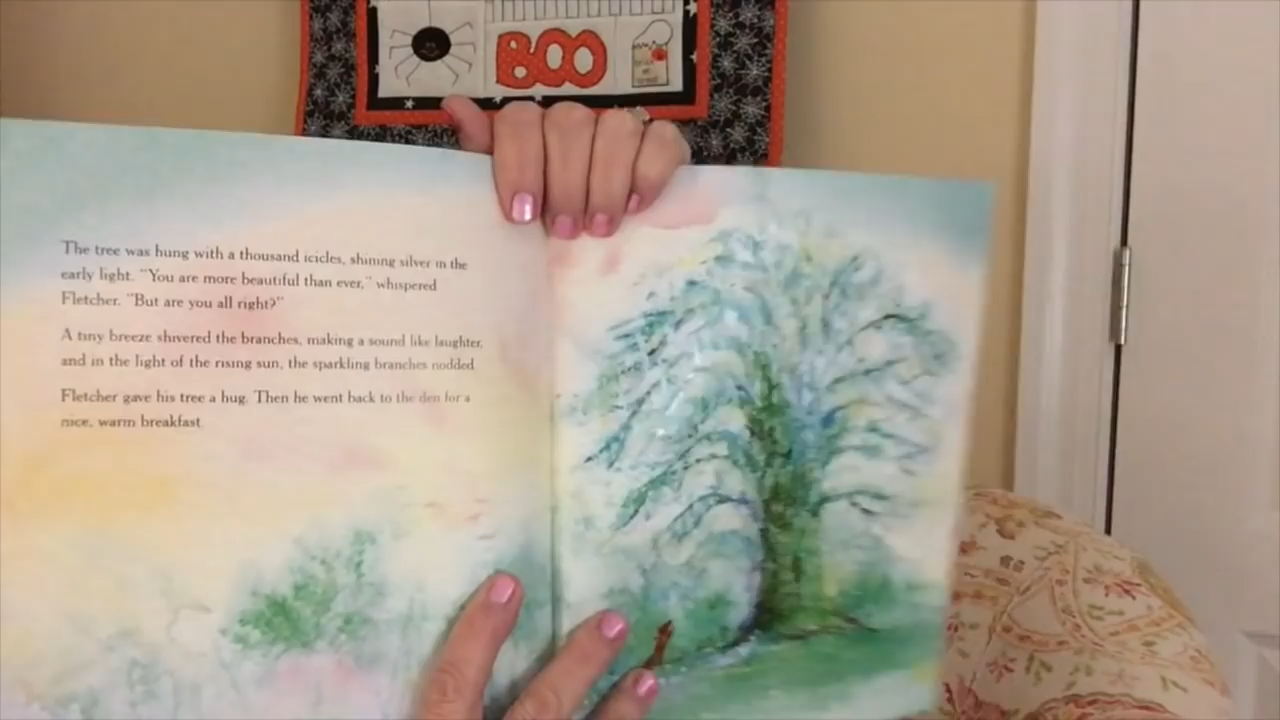 BOO
The tree was hung with a thousand icicles, shining silver in the
early light. "You are more beautiful than ever," whispered
Fletcher. "But are you all right?"
A tiny breeze shivered the branches, making a sound like laughter,
and in the light of the rising sun, the sparkling branches nodded.
Fletcher gave his tree a hug. Then he went back to the den for a
nice, warm breakfast.